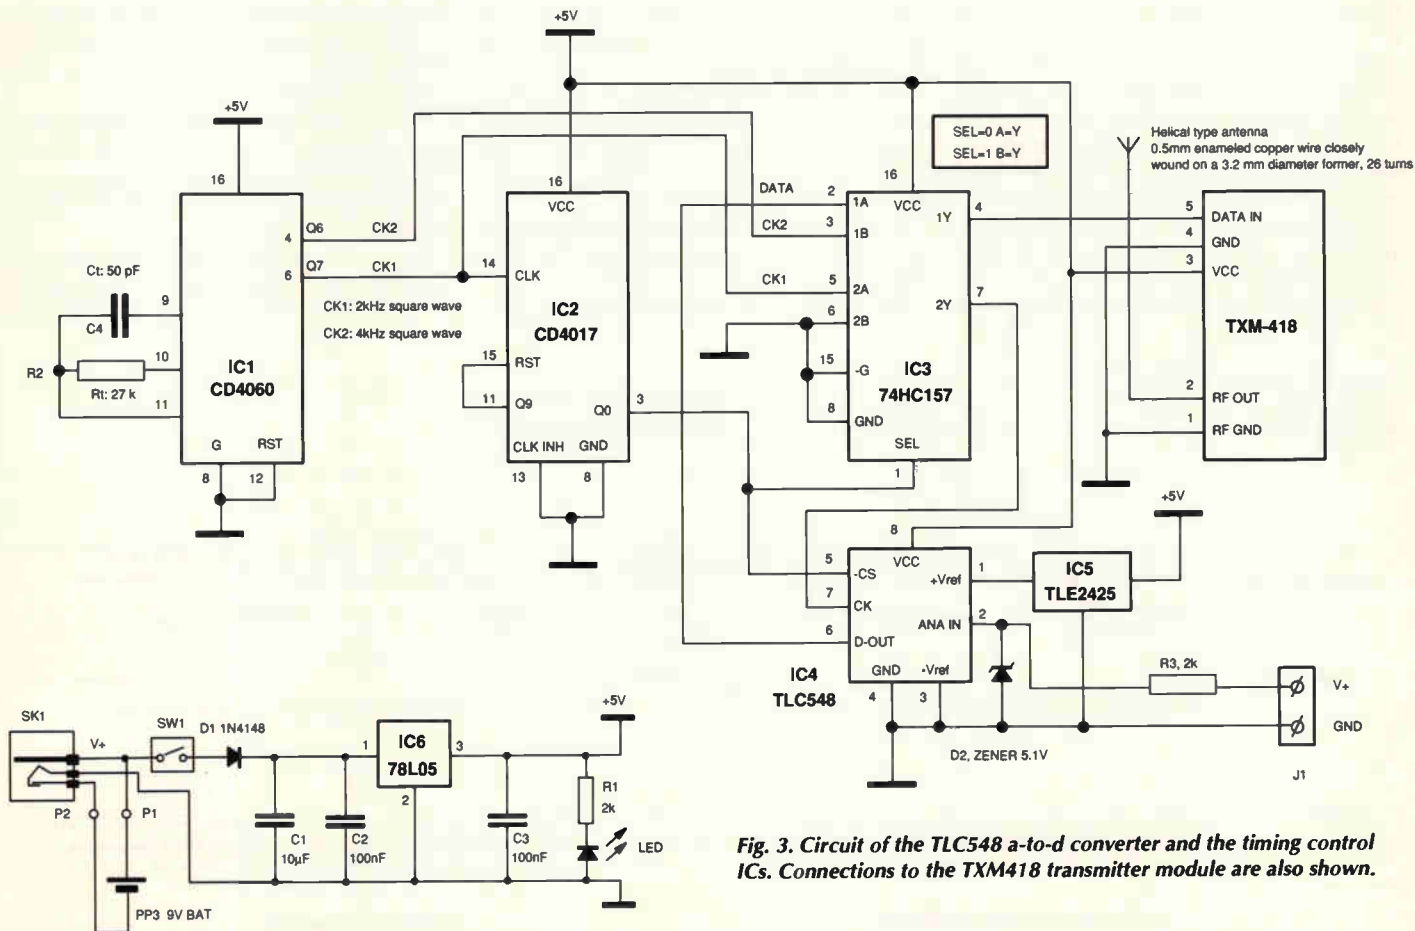 +5V
+5V
16
Q6
4
CK2
Q7
6
CK1
Ct: 50 pF
9
C4
R2
10
Rt: 27 k
11
IC1
CD4060
G
RST
8
12
CK1: 2kHz square wave
CK2: 4kHz square wave
16
VCC
14
CLK
IC2
CD4017
15
RST
11
Q9
Q0
3
CLK INH
GND
13
8
SEL=0 A=Y
SEL=1 B=Y
16
VCC
DATA
2
1A
CK2
3
1B
CK1
5
2A
6
2B
15
-G
8
GND
SEL
1
1Y
4
2Y
7
IC3
74HC157
Helical type antenna
0.5mm enameled copper wire closely
wound on a 3.2 mm diameter former, 26 turns
5
DATA IN
4
GND
3
VCC
TXM-418
2
RF OUT
1
RF GND
+5V
8
VCC
5
-CS
7
CK
6
D-OUT
+Vref
1
ANA IN
2
GND
-Vref
4
3
IC4
TLC548
IC5
TLE2425
R3, 2k
V+
GND
J1
D2, ZENER 5.1V
SK1
V+
SW1
D1 1N4148
P2
P1
PP3 9V BAT
C1
10µF
C2
100nF
1
IC6
78L05
3
2
C3
100nF
+5V
R1
2k
LED
Fig. 3. Circuit of the TLC548 a-to-d converter and the timing control
ICs. Connections to the TXM418 transmitter module are also shown.